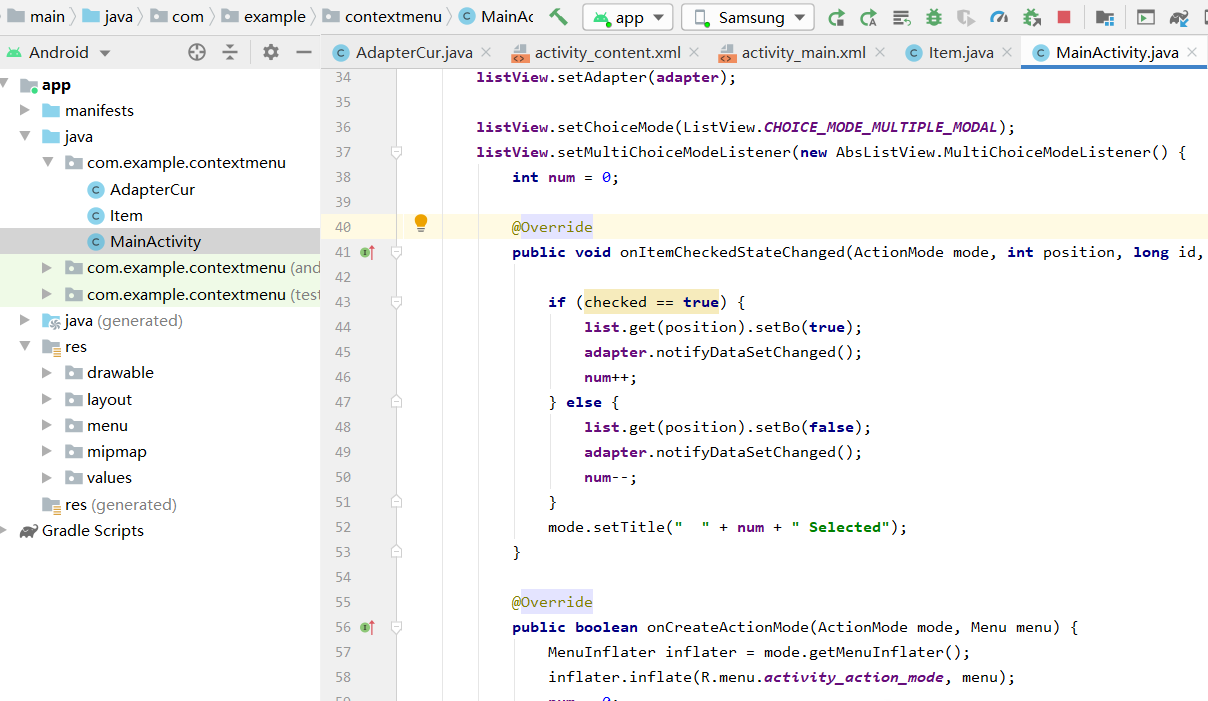 main java com example contextmenu MainAc app Samsung
Android
AdapterCur.java activity_content.xml activity_main.xml Item.java MainActivity.java
app
manifests
java
com.example.contextmenu
AdapterCur
Item
MainActivity
com.example.contextmenu (and
com.example.contextmenu (test
java (generated)
res
drawable
layout
menu
mipmap
values
res (generated)
Gradle Scripts
34 listView.setAdapter(adapter);
35
36 listView.setChoiceMode(ListView.CHOICE_MODE_MULTIPLE_MODAL);
37 listView.setMultiChoiceModeListener(new AbsListView.MultiChoiceModeListener() {
38 int num = 0;
39
40 @Override
41 public void onItemCheckedStateChanged(ActionMode mode, int position, long id,
42
43 if (checked == true) {
44 list.get(position).setBo(true);
45 adapter.notifyDataSetChanged();
46 num++;
47 } else {
48 list.get(position).setBo(false);
49 adapter.notifyDataSetChanged();
50 num--;
51 }
52 mode.setTitle("  " + num + " Selected");
53 }
54
55 @Override
56 public boolean onCreateActionMode(ActionMode mode, Menu menu) {
57 MenuInflater inflater = mode.getMenuInflater();
58 inflater.inflate(R.menu.activity_action_mode, menu);